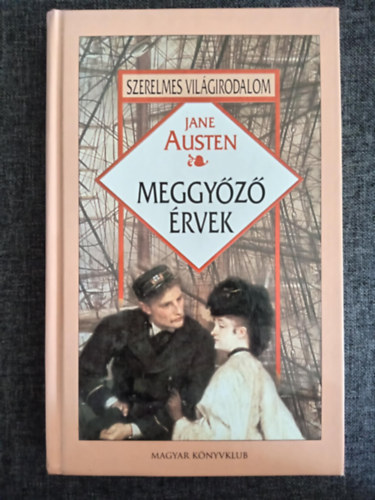 SZERELMES VILÁGIRODALOM
JANE
AUSTEN
MEGGYŐZŐ
ÉRVEK
MAGYAR KÖNYVKLUB